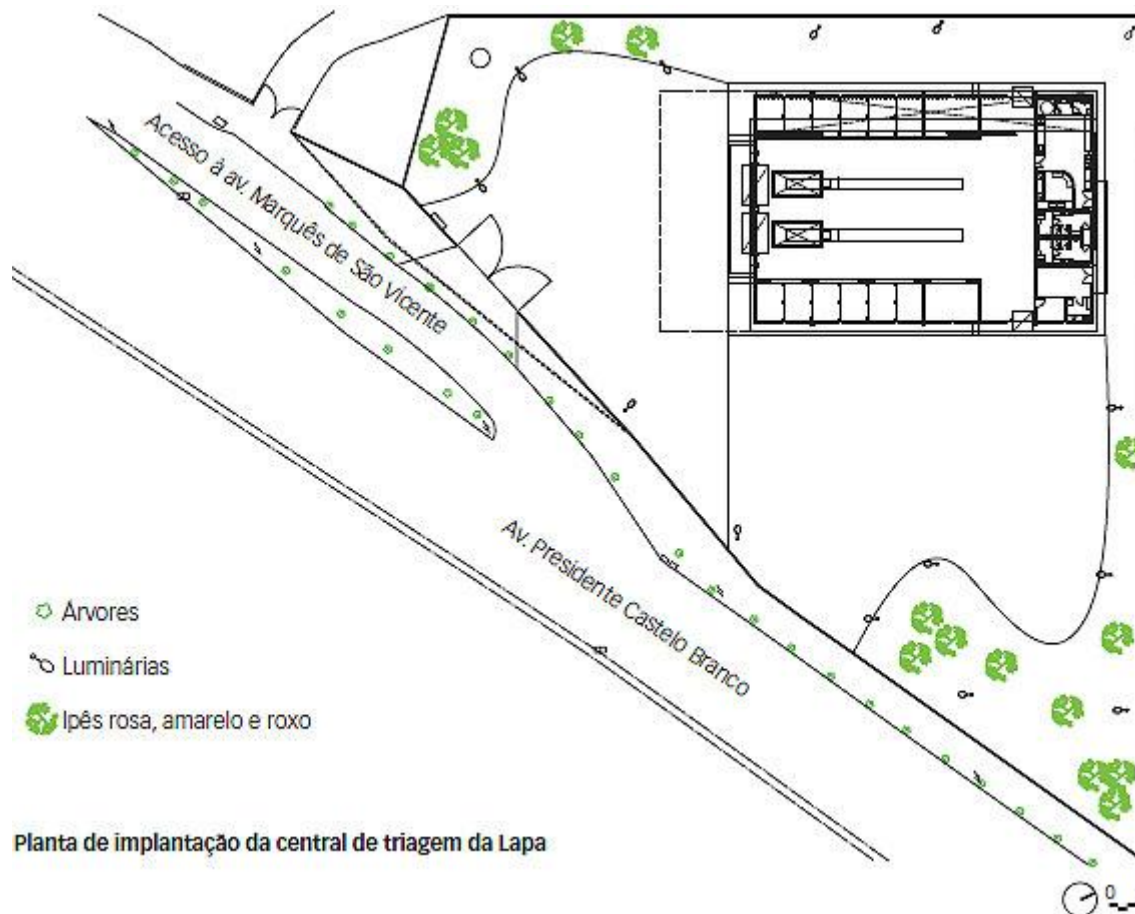 Acesso à av. Marquês de São Vicente
Av. Presidente Castelo Branco
Árvores
Luminárias
Ipês rosa, amarelo e roxo
Planta de implantação da central de triagem da Lapa
0